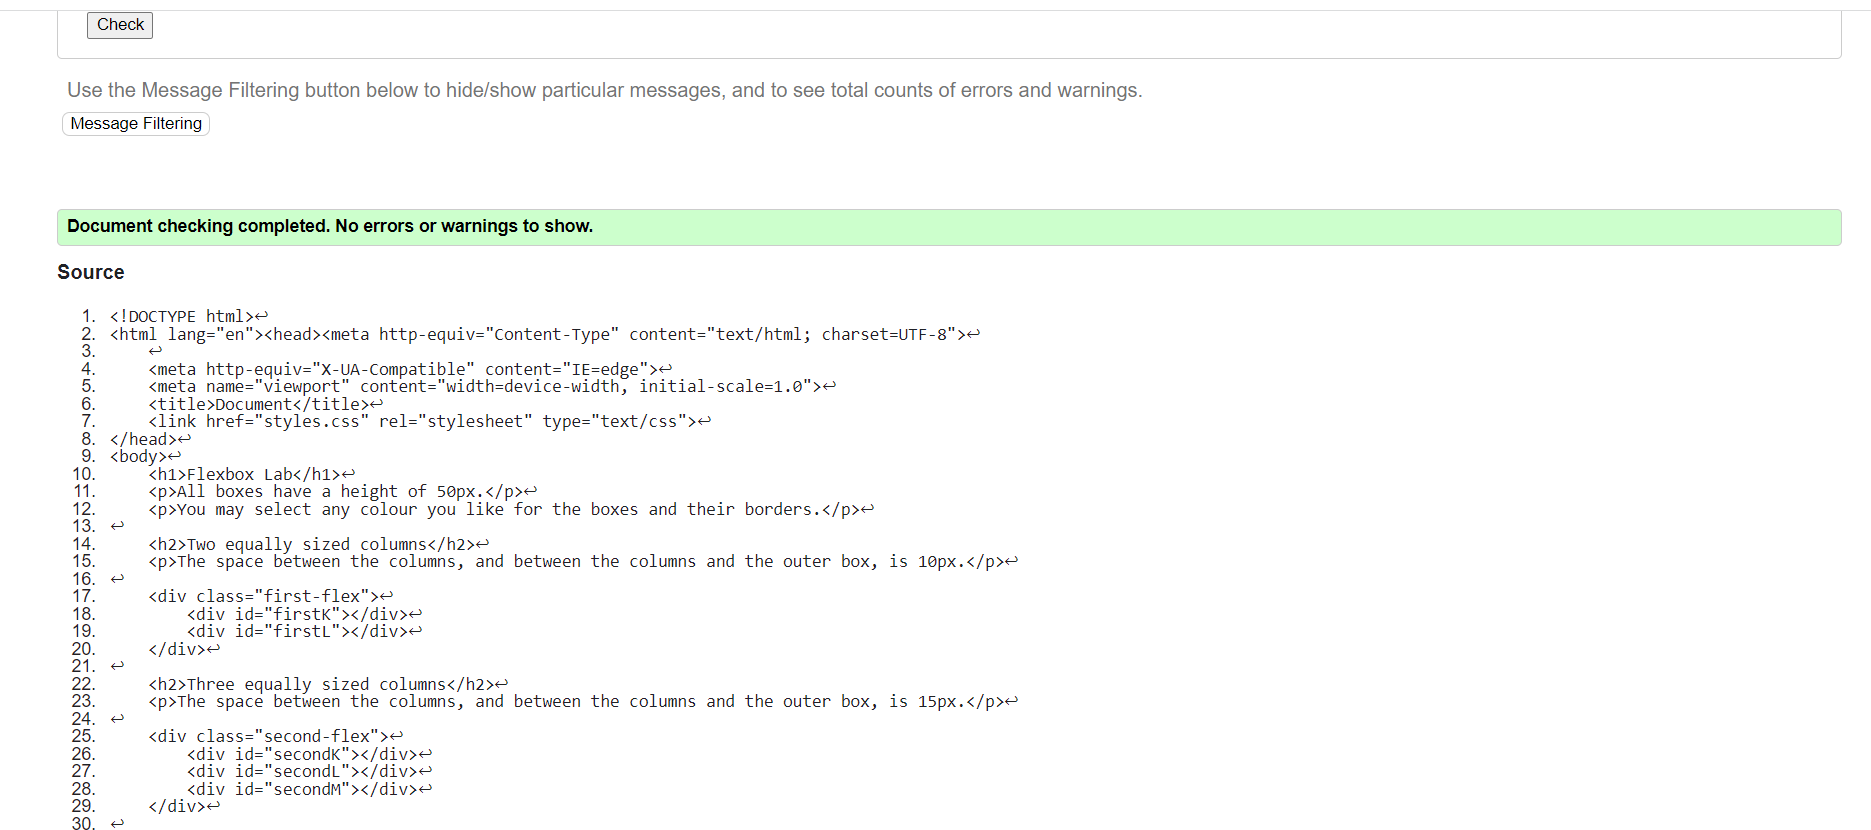 Check
Use the Message Filtering button below to hide/show particular messages, and to see total counts of errors and warnings.
Message Filtering
Document checking completed. No errors or warnings to show.
Source
1. <!DOCTYPE html>↩
2. <html lang="en"><head><meta http-equiv="Content-Type" content="text/html; charset=UTF-8">↩
3. ↩
4. <meta http-equiv="X-UA-Compatible" content="IE=edge">↩
5. <meta name="viewport" content="width=device-width, initial-scale=1.0">↩
6. <title>Document</title>↩
7. <link href="styles.css" rel="stylesheet" type="text/css">↩
8. </head>↩
9. <body>↩
10. <h1>Flexbox Lab</h1>↩
11. <p>All boxes have a height of 50px.</p>↩
12. <p>You may select any colour you like for the boxes and their borders.</p>↩
13. ↩
14. <h2>Two equally sized columns</h2>↩
15. <p>The space between the columns, and between the columns and the outer box, is 10px.</p>↩
16. ↩
17. <div class="first-flex">↩
18. <div id="firstK"></div>↩
19. <div id="firstL"></div>↩
20. </div>↩
21. ↩
22. <h2>Three equally sized columns</h2>↩
23. <p>The space between the columns, and between the columns and the outer box, is 15px.</p>↩
24. ↩
25. <div class="second-flex">↩
26. <div id="secondK"></div>↩
27. <div id="secondL"></div>↩
28. <div id="secondM"></div>↩
29. </div>↩
30. ↩